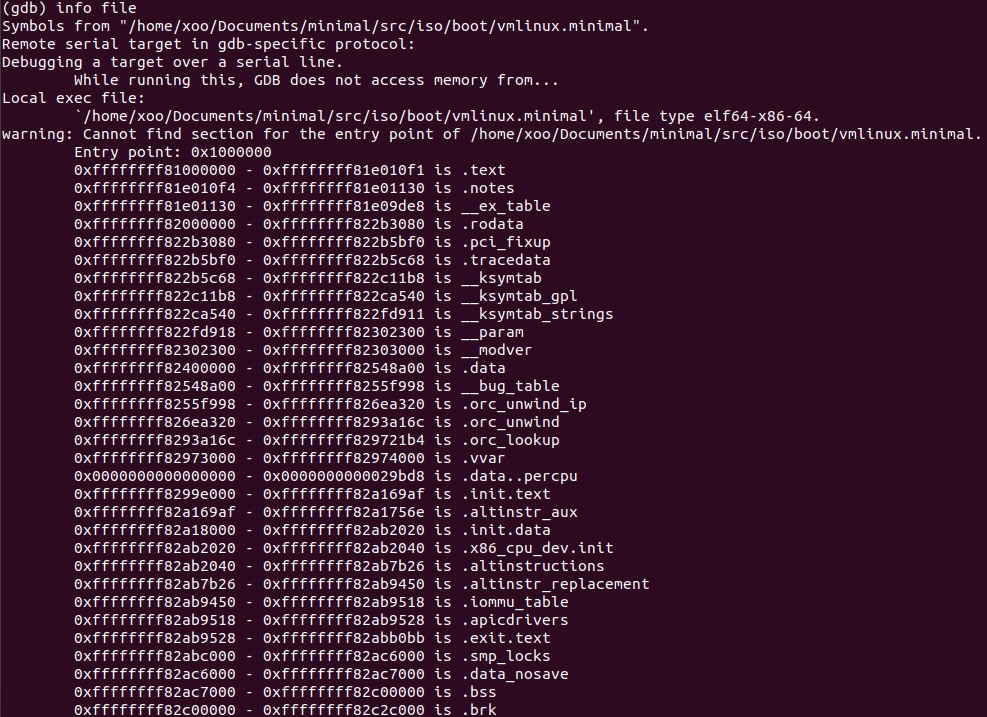 (gdb) info file
Symbols from "/home/xoo/Documents/minimal/src/iso/boot/vmlinux.minimal".
Remote serial target in gdb-specific protocol:
Debugging a target over a serial line.
While running this, GDB does not access memory from...
Local exec file:
`/home/xoo/Documents/minimal/src/iso/boot/vmlinux.minimal', file type elf64-x86-64.
warning: Cannot find section for the entry point of /home/xoo/Documents/minimal/src/iso/boot/vmlinux.minimal.
Entry point: 0x1000000
0xffffffff81000000 - 0xffffffff81e010f1 is .text
0xffffffff81e010f4 - 0xffffffff81e01130 is .notes
0xffffffff81e01130 - 0xffffffff81e09de8 is __ex_table
0xffffffff82000000 - 0xffffffff822b3080 is .rodata
0xffffffff822b3080 - 0xffffffff822b5bf0 is .pci_fixup
0xffffffff822b5bf0 - 0xffffffff822b5c68 is .tracedata
0xffffffff822b5c68 - 0xffffffff822c11b8 is __ksymtab
0xffffffff822c11b8 - 0xffffffff822ca540 is __ksymtab_gpl
0xffffffff822ca540 - 0xffffffff822fd911 is __ksymtab_strings
0xffffffff822fd918 - 0xffffffff82302300 is __param
0xffffffff82302300 - 0xffffffff82303000 is __modver
0xffffffff82400000 - 0xffffffff82548a00 is .data
0xffffffff82548a00 - 0xffffffff8255f998 is __bug_table
0xffffffff8255f998 - 0xffffffff826ea320 is .orc_unwind_ip
0xffffffff826ea320 - 0xffffffff8293a16c is .orc_unwind
0xffffffff8293a16c - 0xffffffff829721b4 is .orc_lookup
0xffffffff82973000 - 0xffffffff82974000 is .vvar
0x0000000000000000 - 0x0000000000029bd8 is .data..percpu
0xffffffff8299e000 - 0xffffffff82a169af is .init.text
0xffffffff82a169af - 0xffffffff82a1756e is .altinstr_aux
0xffffffff82a18000 - 0xffffffff82ab2020 is .init.data
0xffffffff82ab2020 - 0xffffffff82ab2040 is .x86_cpu_dev.init
0xffffffff82ab2040 - 0xffffffff82ab7b26 is .altinstructions
0xffffffff82ab7b26 - 0xffffffff82ab9450 is .altinstr_replacement
0xffffffff82ab9450 - 0xffffffff82ab9518 is .iommu_table
0xffffffff82ab9518 - 0xffffffff82ab9528 is .apicdrivers
0xffffffff82ab9528 - 0xffffffff82abb0bb is .exit.text
0xffffffff82abc000 - 0xffffffff82ac6000 is .smp_locks
0xffffffff82ac6000 - 0xffffffff82ac7000 is .data_nosave
0xffffffff82ac7000 - 0xffffffff82c00000 is .bss
0xffffffff82c00000 - 0xffffffff82c2c000 is .brk